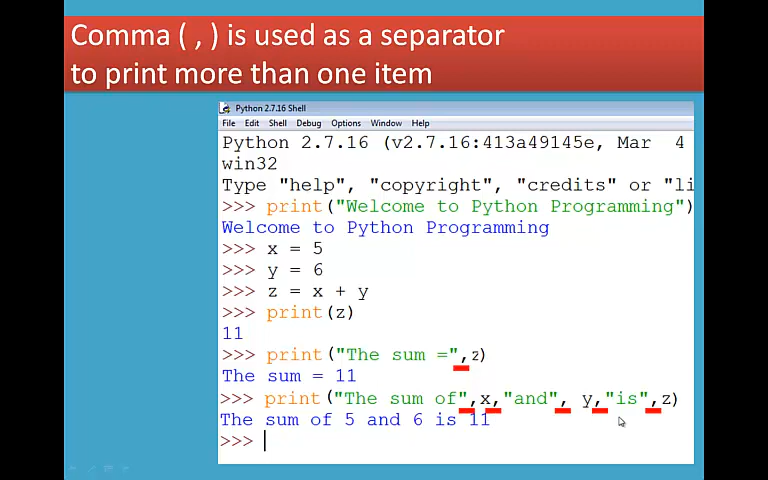 Comma ( , ) is used as a separator
to print more than one item
Python 2.7.16 Shell
File Edit Shell Debug Options Window Help
Python 2.7.16 (v2.7.16:413a49145e, Mar 4
win32
Type "help", "copyright", "credits" or "li
>>> print("Welcome to Python Programming")
Welcome to Python Programming
>>> x = 5
>>> y = 6
>>> z = x + y
>>> print(z)
11
>>> print("The sum =",z)
The sum = 11
>>> print("The sum of",x,"and", y,"is",z)
The sum of 5 and 6 is 11
>>>